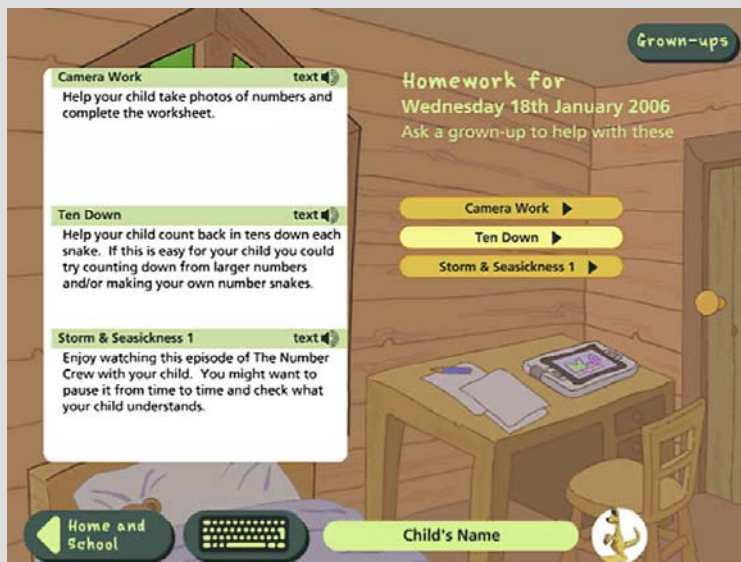 Grown-ups
Camera Work text
Help your child take photos of numbers and
complete the worksheet.
Ten Down text
Help your child count back in tens down each
snake. If this is easy for your child you could
try counting down from larger numbers
and/or making your own number snakes.
Storm & Seasickness 1 text
Enjoy watching this episode of The Number
Crew with your child. You might want to
pause it from time to time and check what
your child understands.
Homework for
Wednesday 18th January 2006
Ask a grown-up to help with these
Camera Work
Ten Down
Storm & Seasickness 1
Home and
School
Child's Name